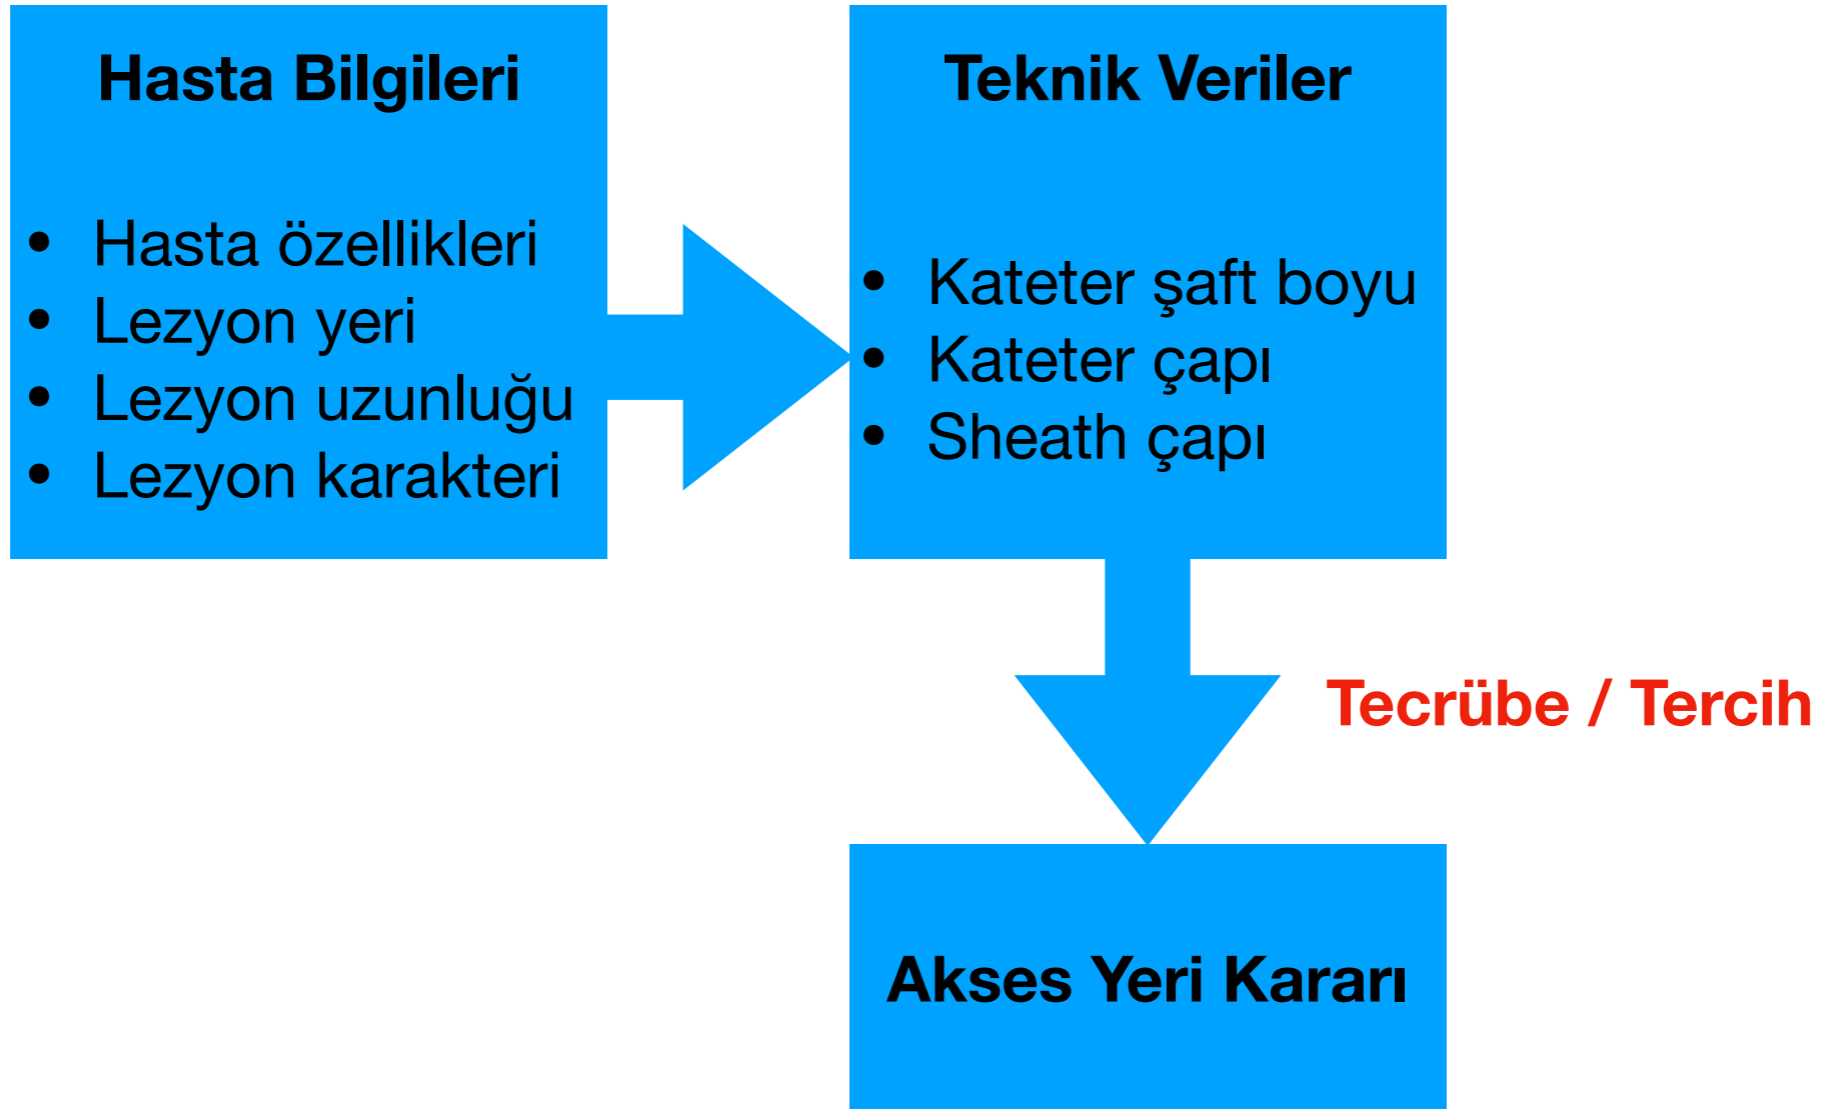 Hasta Bilgileri
• Hasta özellikleri
• Lezyon yeri
• Lezyon uzunluğu
• Lezyon karakteri
Teknik Veriler
• Kateter şaft boyu
• Kateter çapı
• Sheath çapı
Tecrübe / Tercih
Akses Yeri Kararı